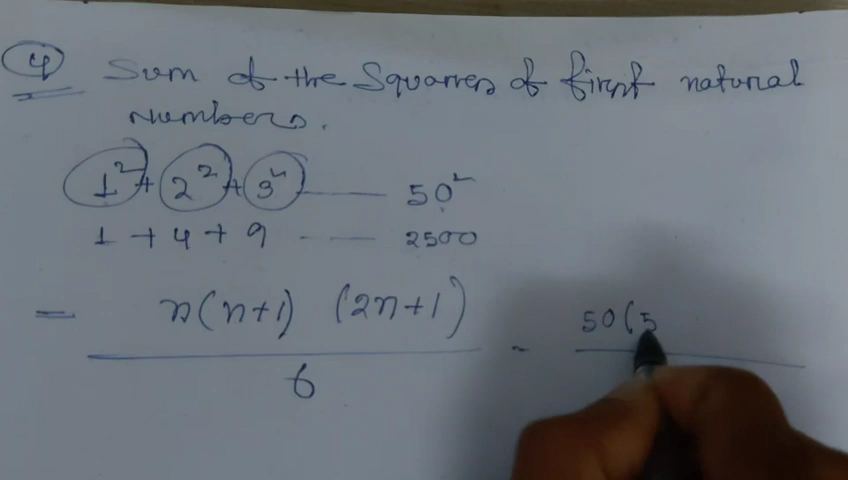 4 Sum of the Squares of first natural
Numbers.
1² + 2² + 3² —— 50²
1 + 4 + 9 —— 2500
= n(n+1) (2n+1) / 6 - 50(5